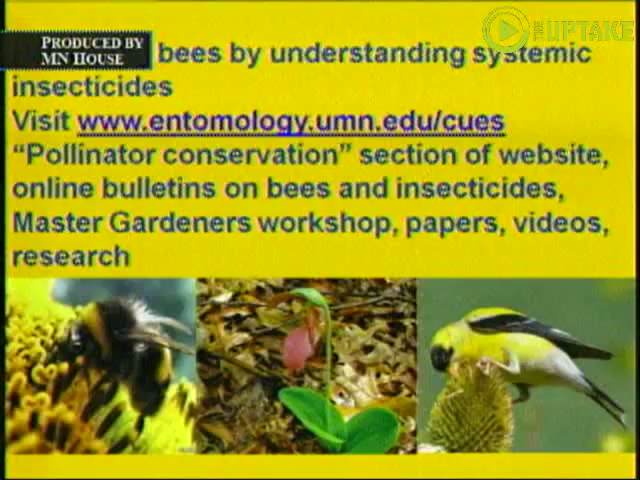 THE UPTAKE
PRODUCED BY
MN HOUSE
bees by understanding systemic
insecticides
Visit www.entomology.umn.edu/cues
“Pollinator conservation” section of website,
online bulletins on bees and insecticides,
Master Gardeners workshop, papers, videos,
research